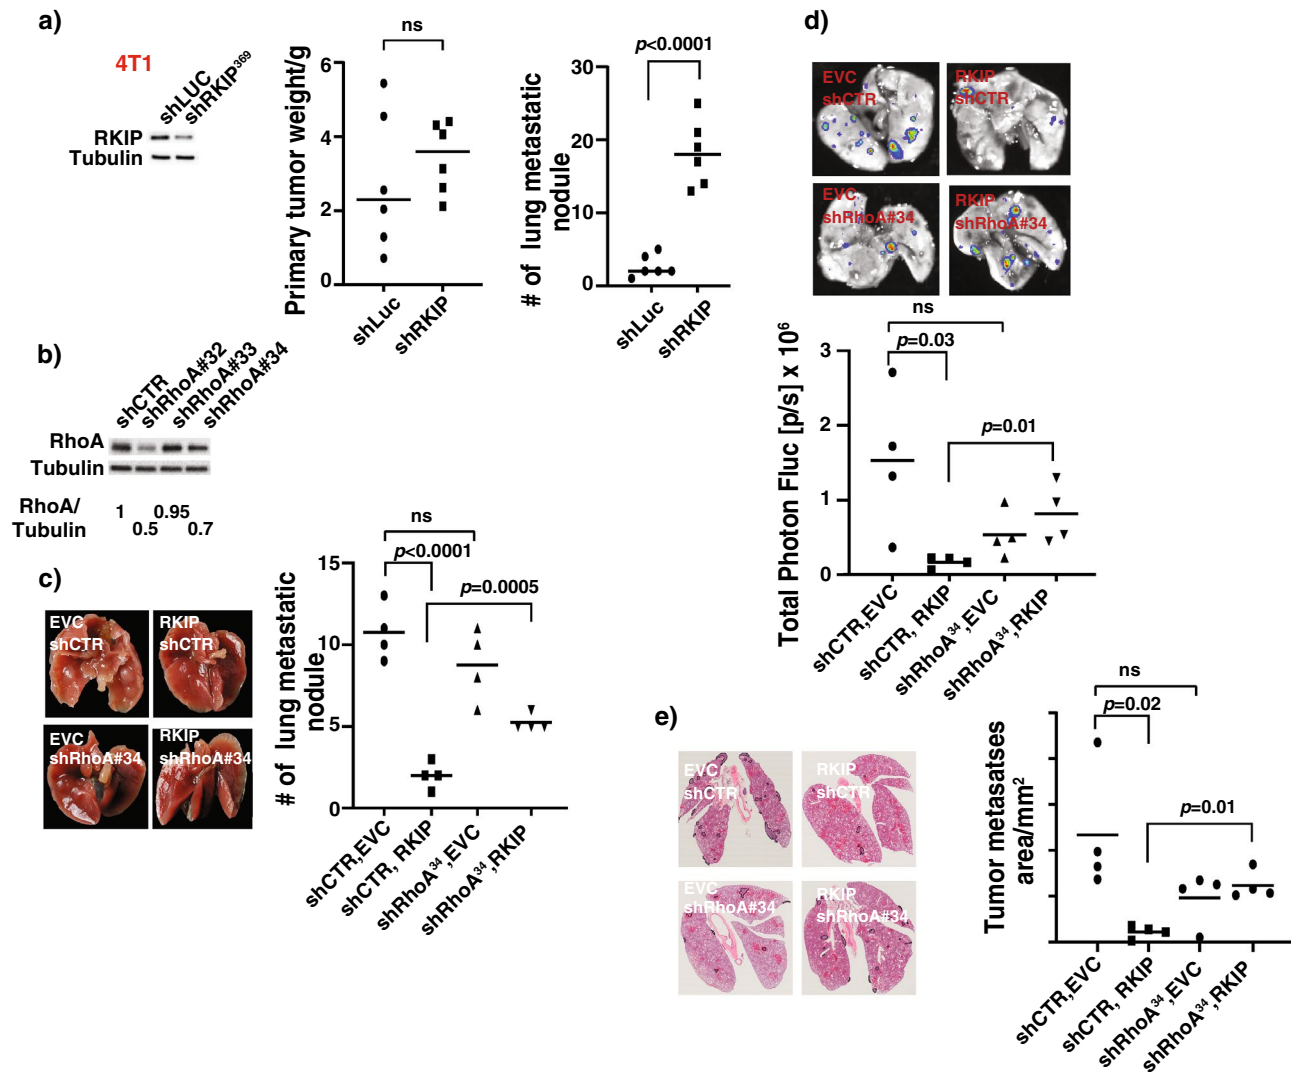 a)
4T1
shLUC
shRKIP369
RKIP
Tubulin
ns
Primary tumor weight/g
6
4
2
0
shLuc
shRKIP
p<0.0001
# of lung metastatic
nodule
30
20
10
0
shLuc
shRKIP
b)
shCTR
shRhoA#32
shRhoA#33
shRhoA#34
RhoA
Tubulin
RhoA/
Tubulin
1
0.5
0.95
0.7
c)
EVC
shCTR
RKIP
shCTR
EVC
shRhoA#34
RKIP
shRhoA#34
ns
p<0.0001
p=0.0005
# of lung metastatic
nodule
15
10
5
0
shCTR,EVC
shCTR, RKIP
shRhoA34,EVC
shRhoA34,RKIP
d)
EVC
shCTR
RKIP
shCTR
EVC
shRhoA#34
RKIP
shRhoA#34
ns
p=0.03
p=0.01
Total Photon Fluc [p/s] x 10⁶
3
2
1
0
shCTR,EVC
shCTR, RKIP
shRhoA³⁴,EVC
shRhoA³⁴,RKIP
e)
EVC
shCTR
RKIP
shCTR
EVC
shRhoA#34
RKIP
shRhoA#34
ns
p=0.02
p=0.01
Tumor metasatses
area/mm²
shCTR,EVC
shCTR, RKIP
shRhoA³⁴,EVC
shRhoA³⁴,RKIP